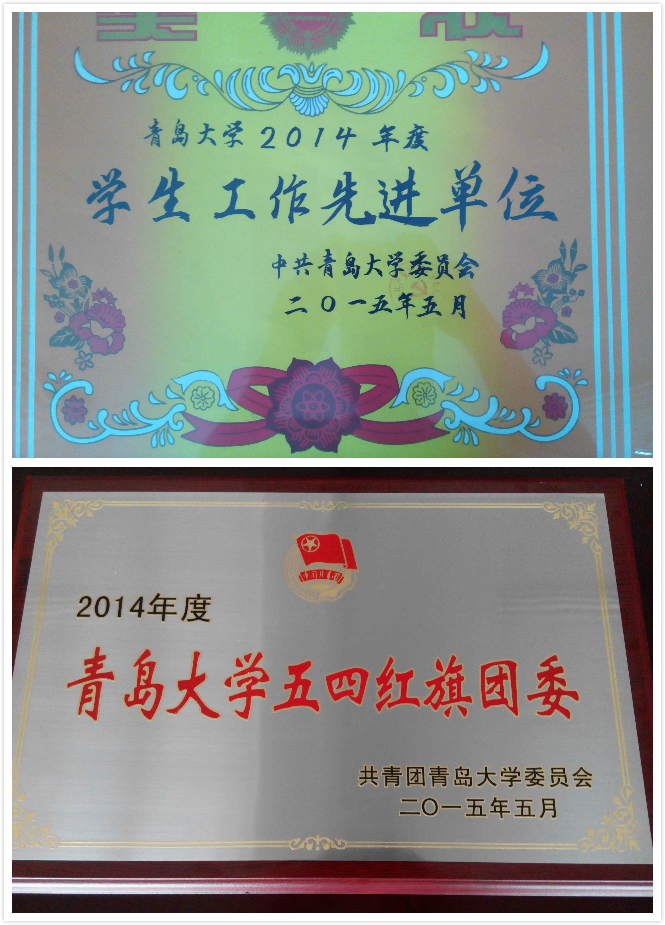 青岛大学2014年度
学生工作先进单位
中共青岛大学委员会
二〇一五年五月
2014年度
青岛大学五四红旗团委
共青团青岛大学委员会
二〇一五年五月